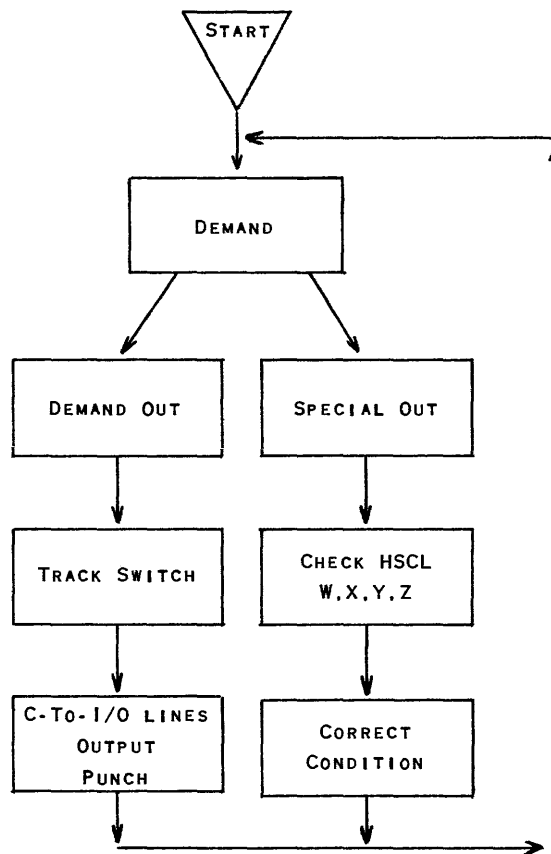 START
DEMAND
DEMAND OUT
SPECIAL OUT
TRACK SWITCH
CHECK HSCL
W,X,Y,Z
C-TO-I/O LINES
OUTPUT
PUNCH
CORRECT
CONDITION